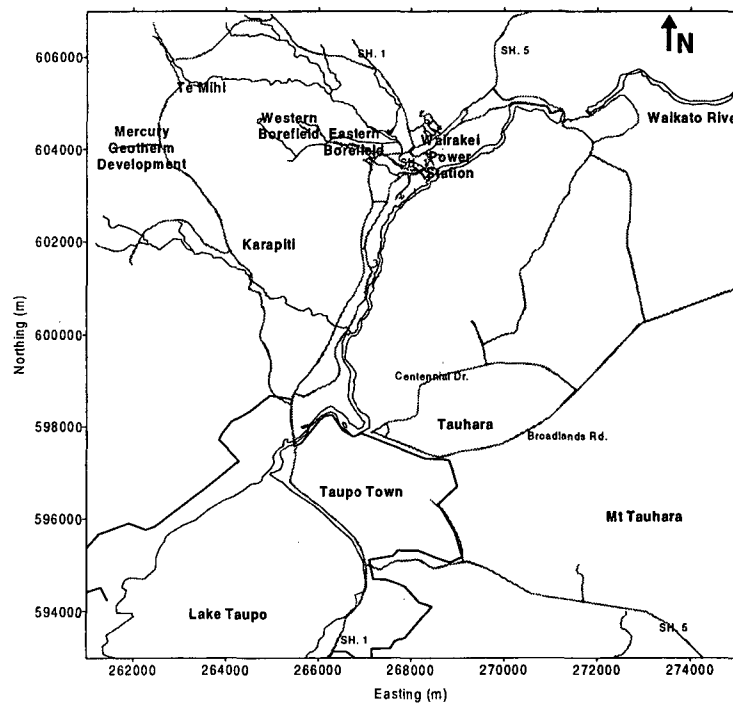 N
SH. 1
SH. 5
606000
Te Mihi
Western
Borefield
Eastern
Borefield
Wairakei
Power
Station
Waikato Rive
Mercury
Geotherm
Development
604000
602000
Karapiti
Northing (m)
600000
Centennial Dr.
Tauhara
Broadlands Rd.
598000
Taupo Town
596000
Mt Tauhara
594000
Lake Taupo
SH. 1
SH. 5
262000 264000 266000 268000 270000 272000 274000
Easting (m)